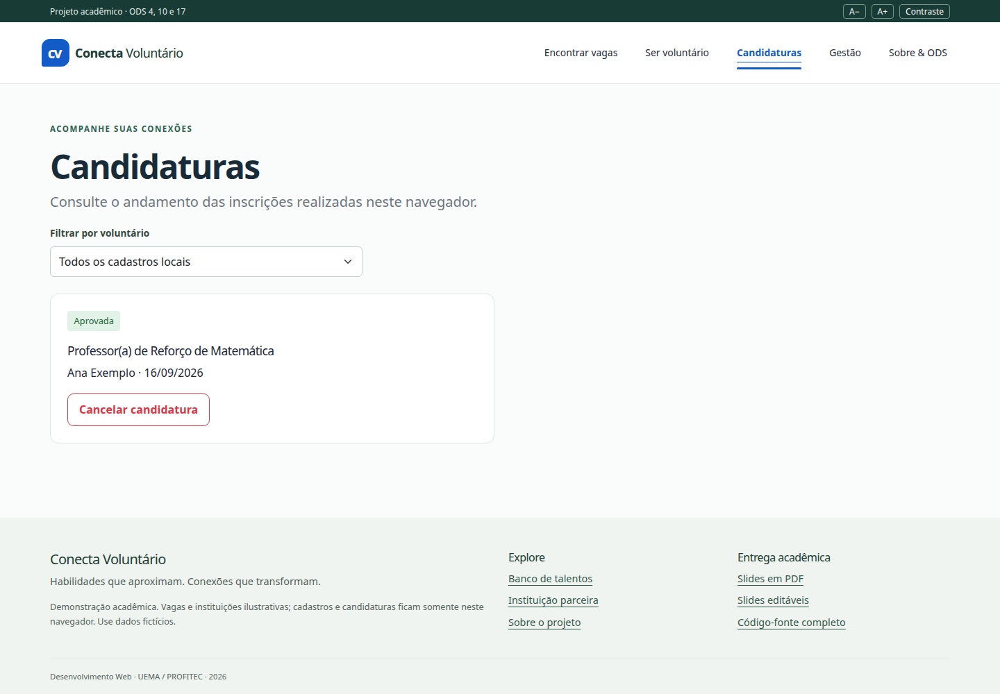 Projeto acadêmico · ODS 4, 10 e 17
A−
A+
Contraste
cv
Conecta Voluntário
Encontrar vagas
Ser voluntário
Candidaturas
Gestão
Sobre & ODS
ACOMPANHE SUAS CONEXÕES
Candidaturas
Consulte o andamento das inscrições realizadas neste navegador.
Filtrar por voluntário
Todos os cadastros locais
Aprovada
Professor(a) de Reforço de Matemática
Ana Exemplo · 16/09/2026
Cancelar candidatura
Conecta Voluntário
Habilidades que aproximam. Conexões que transformam.
Demonstração acadêmica. Vagas e instituições ilustrativas; cadastros e candidaturas ficam somente neste
navegador. Use dados fictícios.
Explore
Banco de talentos
Instituição parceira
Sobre o projeto
Entrega acadêmica
Slides em PDF
Slides editáveis
Código-fonte completo
Desenvolvimento Web · UEMA / PROFITEC · 2026